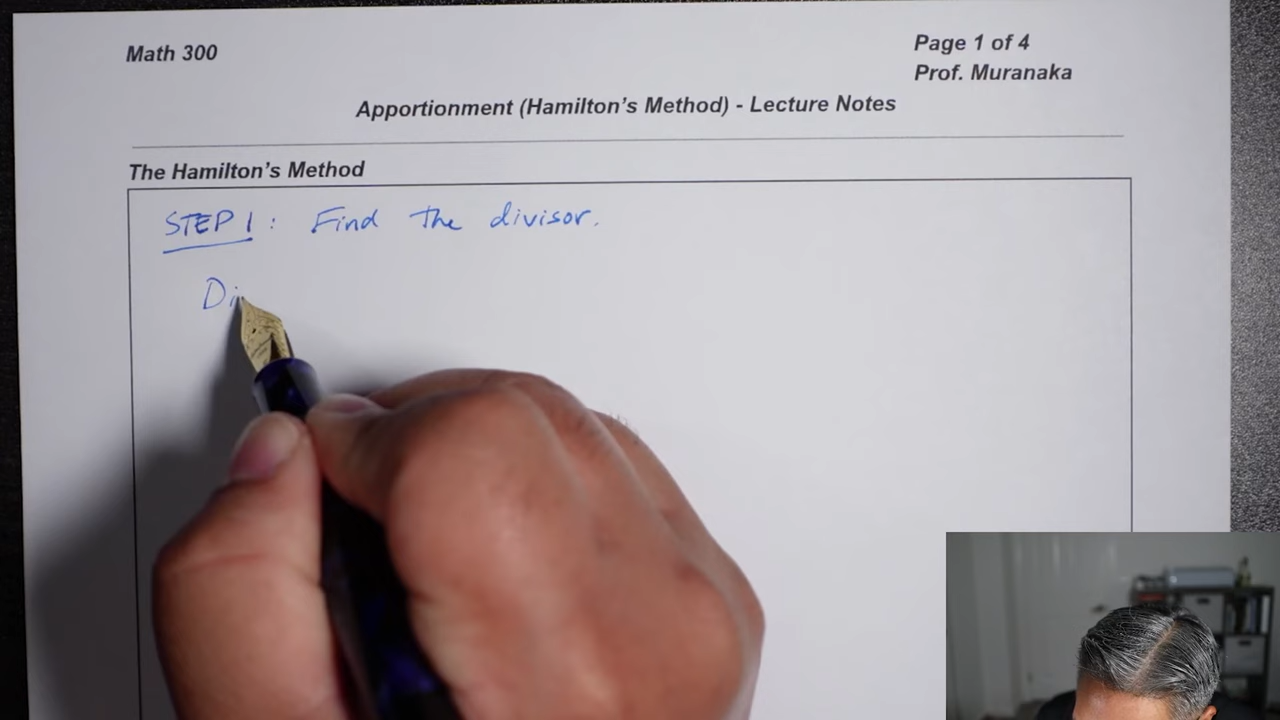 Math 300
Page 1 of 4
Prof. Muranaka
Apportionment (Hamilton's Method) - Lecture Notes
The Hamilton's Method
STEP 1: Find the divisor.
Di